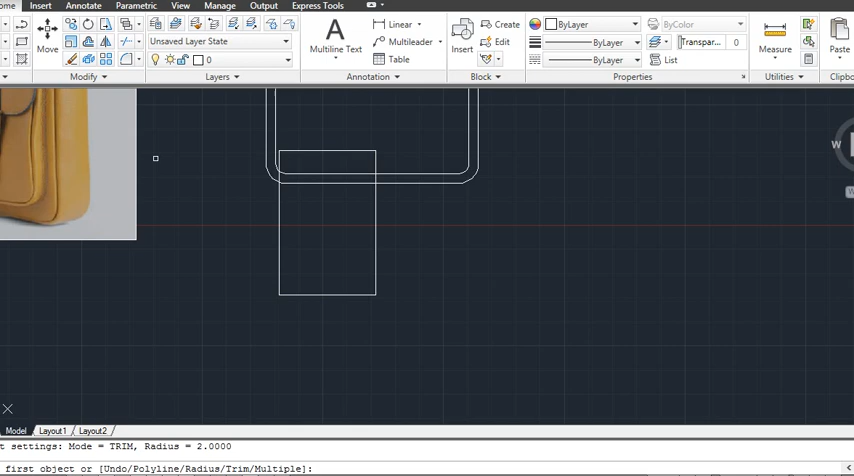 ome Insert Annotate Parametric View Manage Output Express Tools
Move
Unsaved Layer State
0
Multiline Text
Linear
Multileader
Table
Insert
Create
Edit
ByLayer
ByLayer
ByLayer
ByColor
Transpar... 0
List
Measure
Paste
Modify Layers Annotation Block Properties Utilities Clipbo
W
Model Layout1 Layout2
t settings: Mode = TRIM, Radius = 2.0000
first object or [Undo/Polyline/Radius/Trim/Multiple]: